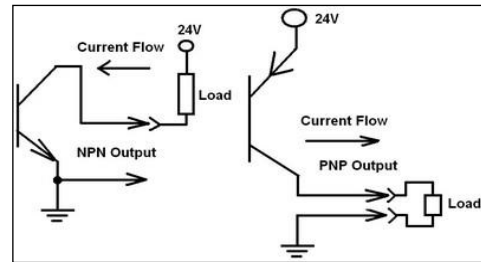 24V
Current Flow
Load
NPN Output
24V
Current Flow
PNP Output
Load